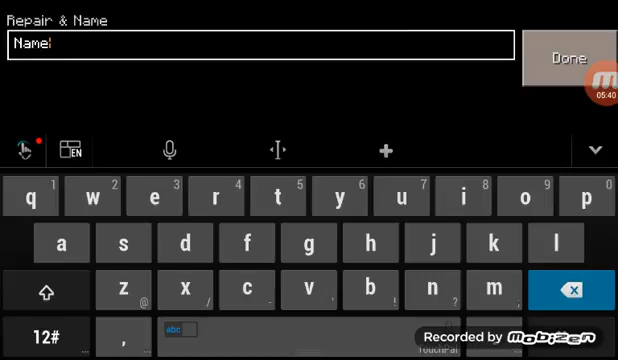 Repair & Name
Name
Done
05:40
EN
1 2 3 4 5 6 7 8 9 0
q w e r t y u i o p
a s d f g h j k l
z x c v b n m
@ / - _ ! ? ,
12# , abc
Recorded by MOBIZEN
TouchPal